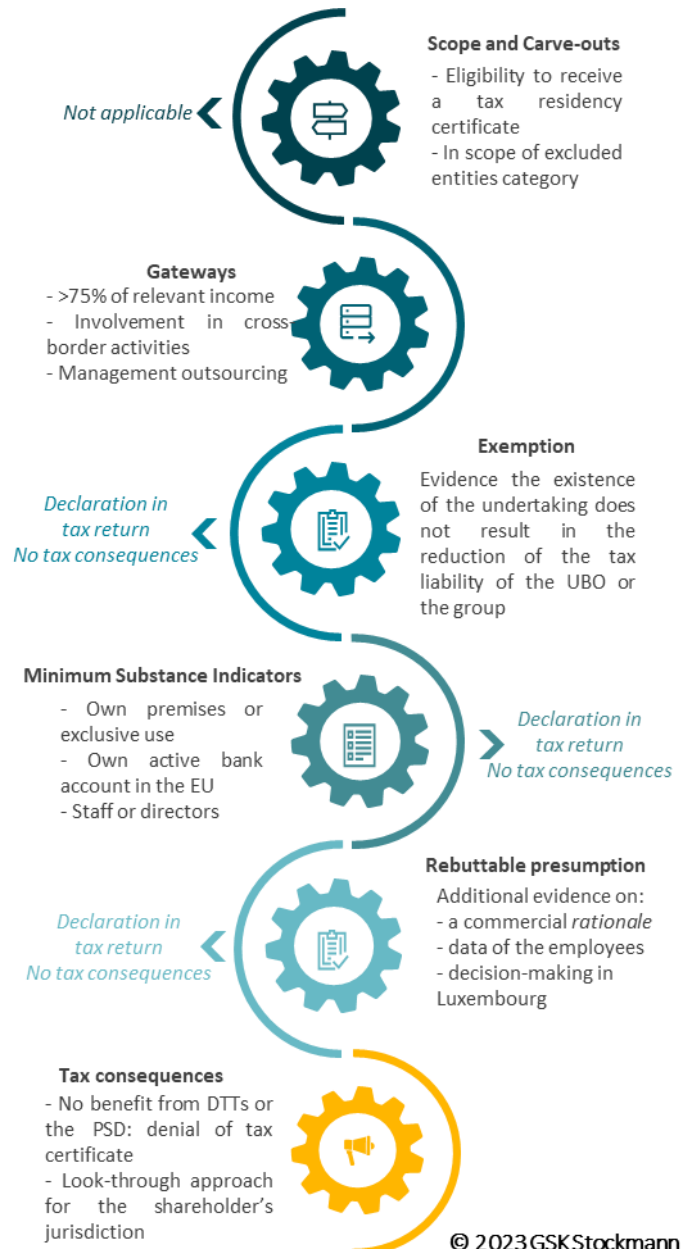 Scope and Carve-outs
- Eligibility to receive
a tax residency
certificate
- In scope of excluded
entities category
Not applicable
Gateways
- >75% of relevant income
- Involvement in cross-
border activities
- Management outsourcing
Exemption
Evidence the existence
of the undertaking does
not result in the
reduction of the tax
liability of the UBO or
the group
Declaration in
tax return
No tax consequences
Minimum Substance Indicators
- Own premises or
exclusive use
- Own active bank
account in the EU
- Staff or directors
Declaration in
tax return
No tax consequences
Rebuttable presumption
Additional evidence on:
- a commercial rationale
- data of the employees
- decision-making in
Luxembourg
Declaration in
tax return
No tax consequences
Tax consequences
- No benefit from DTTs or
the PSD: denial of tax
certificate
- Look-through approach
for the shareholder's
jurisdiction
© 2023 GSK Stockmann